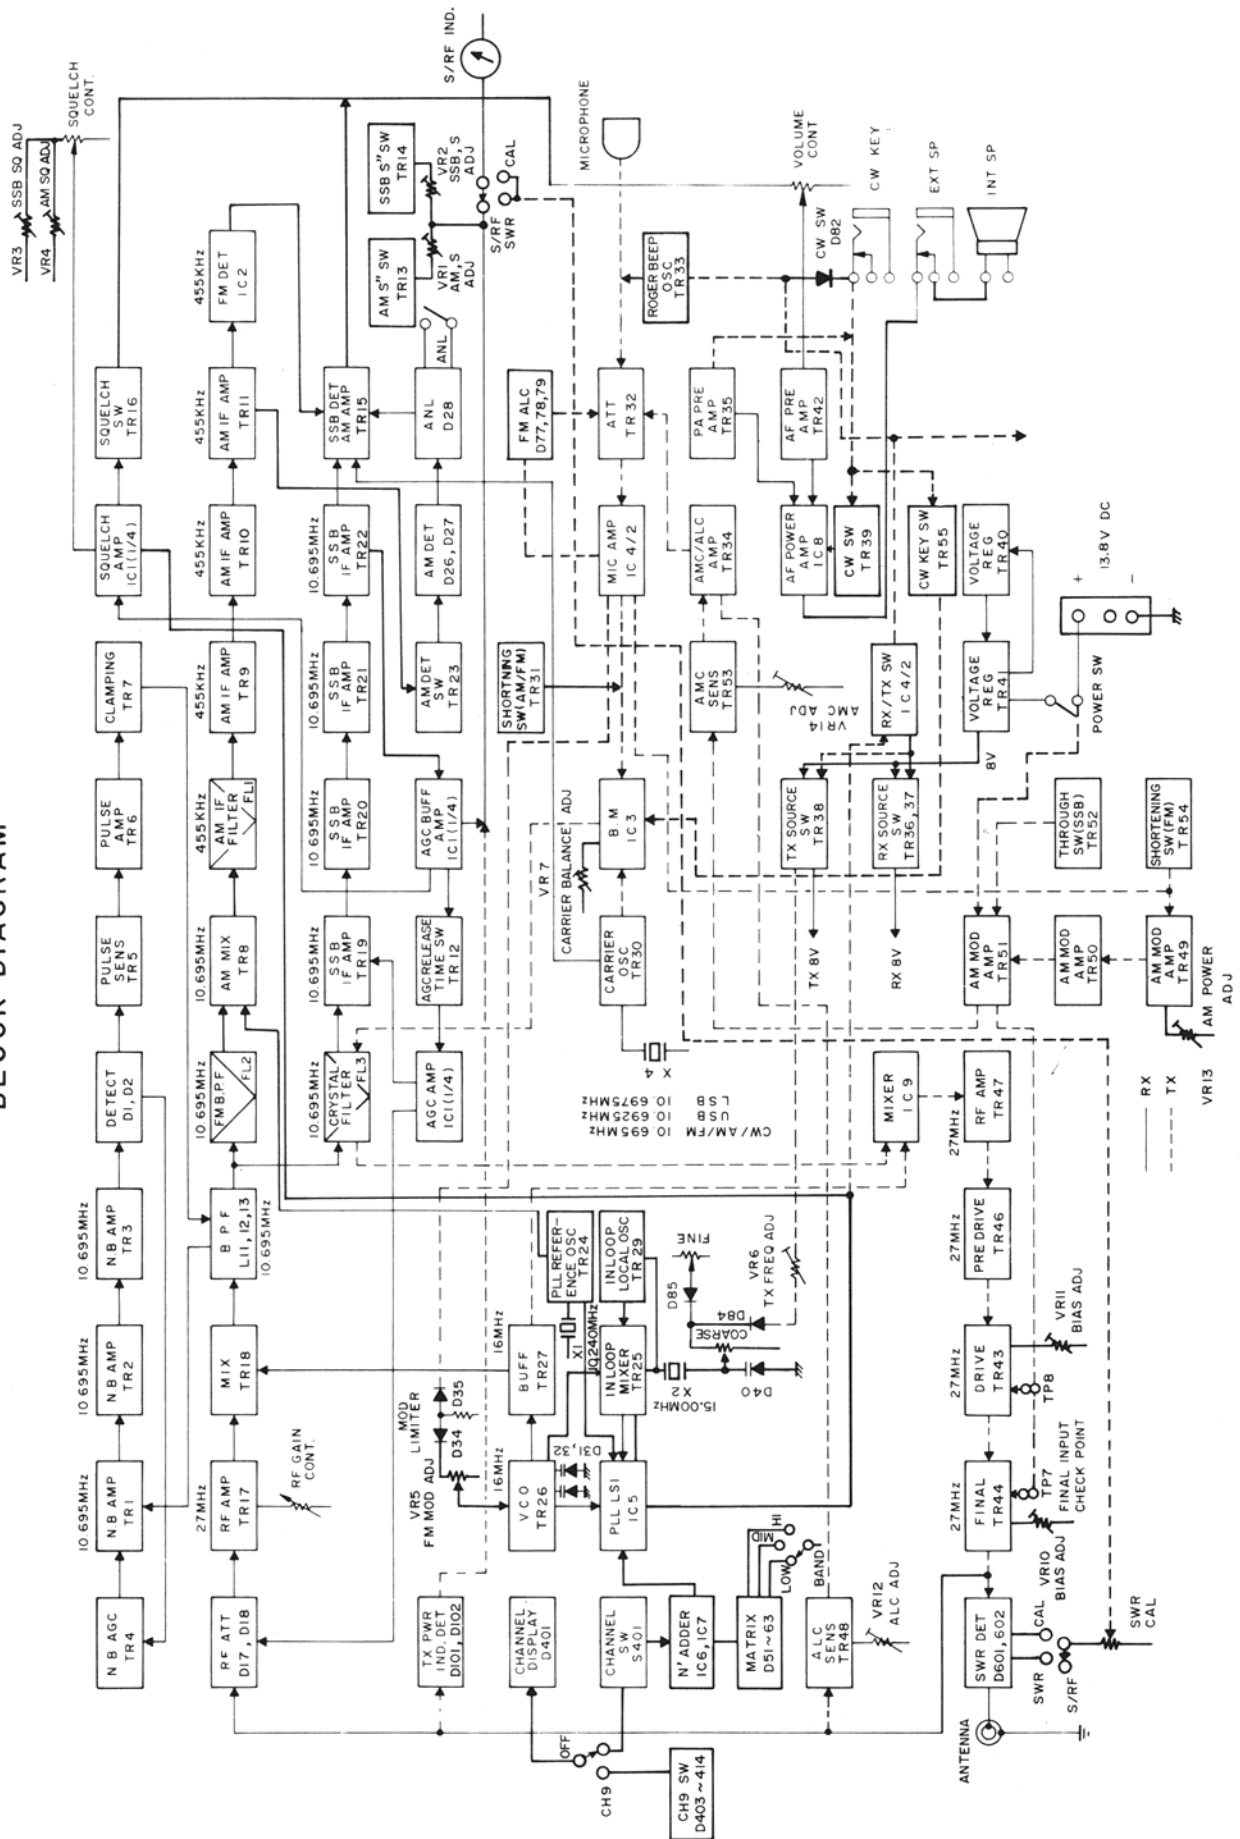 BLOCK DIAGRAM
VR3
SSB SQ ADJ
VR4
AM SQ ADJ
SQUELCH
CONT.
10.695MHz
10.695MHz
10.695MHz
N B AGC
TR4
N.B AMP
TR1
N B AMP
TR2
N.B AMP
TR3
DETECT
D1, D2
PULSE
SENS
TR5
PULSE
AMP
TR6
CLAMPING
TR7
SQUELCH
AMP
IC1(1/4)
SQUELCH
SW
TR16
27MHz
10.695MHz
10.695MHz
10.695MHz
455KHz
455KHz
455KHz
455KHz
455KHz
RF ATT
D17, D18
RF AMP
TR17
MIX
TR18
B.P.F
L11, 12, 13
FM B.P.F
FL2
AM MIX
TR8
AM IF
FILTER
FL1
AM IF AMP
TR9
AM IF AMP
TR10
AM IF AMP
TR11
FM DET
IC2
RF GAIN
CONT.
10.695MHz
10.695MHz
10.695MHz
10.695MHz
10.695MHz
CRYSTAL
FILTER
FL3
SSB
IF AMP
TR19
SSB
IF AMP
TR20
SSB
IF AMP
TR21
SSB
IF AMP
TR22
SSB DET
AM AMP
TR15
AM S" SW
TR13
SSB S" SW
TR14
VR1
AM, S
ADJ
VR2
SSB, S
ADJ
S/RF
SWR
CAL
S/RF IND.
TX PWR
IND. DET
D101, D102
AGC AMP
IC1(1/4)
AGC RELEASE
TIME SW
TR12
AGC BUFF
AMP
IC1(1/4)
AM DET
SW
TR23
AM DET
D26, D27
ANL
D28
ANL
MICROPHONE
CHANNEL
DISPLAY
D401
VR5
FM MOD ADJ
MOD
LIMITER
D34
D35
16MHz
VCO
TR26
D31, 32
16MHz
BUFF
TR27
PLL REFER-
ENCE OSC
TR24
X1
10.240MHz
SHORTNING
SW(AM/FM)
TR31
FM ALC
D77, 78, 79
ROGER BEEP
OSC
TR33
OFF
CH9
CH9 SW
D403~414
CHANNEL
SW
S401
PLL LSI
IC5
INLOOP
MIXER
TR25
INLOOP
LOCAL OSC
TR29
X2
15.00MHz
D40
COARSE
D84
D85
FINE
VR6
TX FREQ ADJ
CARRIER
OSC
TR30
X4
CW/AM/FM 10.695MHz
USB 10.6925MHz
LSB 10.6975MHz
VR7
CARRIER BALANCE ADJ
B.M
IC3
MIC AMP
IC4/2
ATT
TR32
N'ADDER
IC6, IC7
MATRIX
D51~63
LOW
MID
HI
BAND
AMC
SENS
TR53
VR14
AMC ADJ
AMC/ALC
AMP
TR34
PA PRE
AMP
TR35
VOLUME
CONT
ALC
SENS
TR48
VR12
ALC ADJ
TX SOURCE
SW
TR38
TX 8V
RX SOURCE
SW
TR36, 37
RX 8V
RX/TX SW
IC4/2
AF POWER
AMP
IC8
AF PRE
AMP
TR42
CW SW
D82
CW KEY
EXT SP
INT SP
CW SW
TR39
CW KEY SW
TR55
8V
VOLTAGE
REG
TR41
VOLTAGE
REG
TR40
POWER SW
+
-
13.8V DC
MIXER
IC9
27MHz
27MHz
27MHz
27MHz
SWR DET
D601, 602
FINAL
TR44
DRIVE
TR43
PREDRIVE
TR46
RF AMP
TR47
AM MOD
AMP
TR51
AM MOD
AMP
TR50
AM MOD
AMP
TR49
THROUGH
SW(SSB)
TR52
SHORTENING
SW(FM)
TR54
ANTENNA
SWR
CAL
S/RF
SWR
CAL
VR10
BIAS ADJ
TP7
FINAL INPUT
CHECK POINT
TP8
VR11
BIAS ADJ
VR13
AM POWER
ADJ
RX
TX